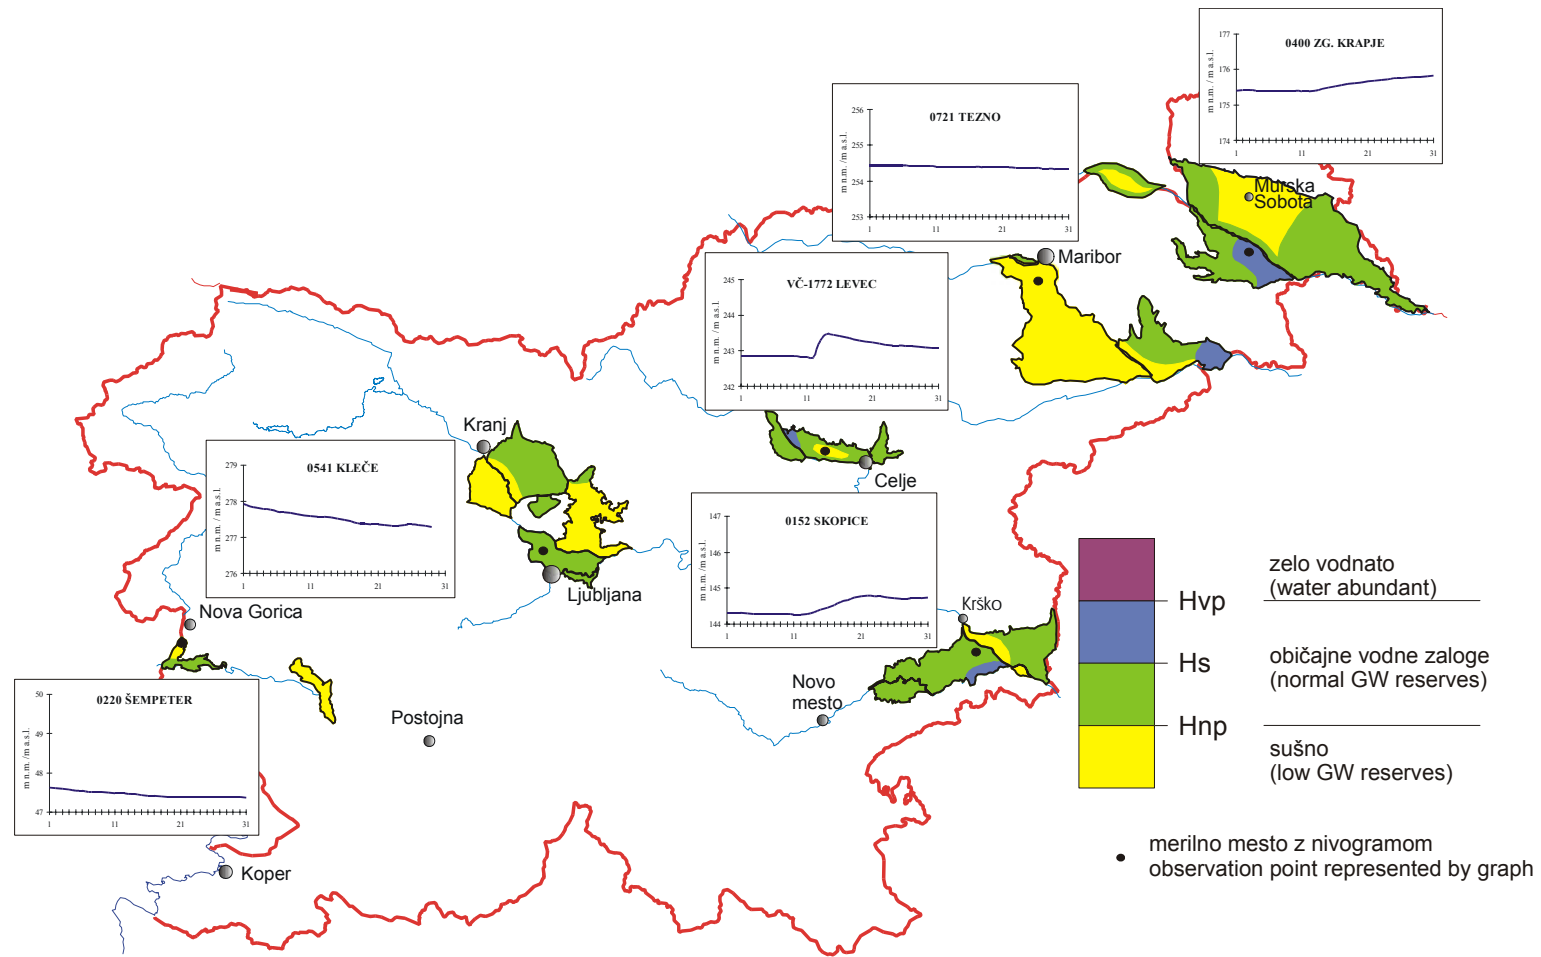 0400 ZG. KRAPJE
m n.m. / m a.s.l.
177
176
175
174
1 11 21 31
0721 TEZNO
m n.m. /m a.s.l.
256
255
254
253
1 11 21 31
Murska
Sobota
Maribor
VČ-1772 LEVEC
m n.m. /m a.s.l.
245
244
243
242
1 11 21 31
Kranj
Celje
0541 KLEČE
m n.m. / m a.s.l.
279
278
277
276
1 11 21 31
0152 SKOPICE
m n.m. /m a.s.l.
147
146
145
144
1 11 21 31
Ljubljana
Nova Gorica
Krško
Novo
mesto
Postojna
0220 ŠEMPETER
m n.m. /m a.s.l.
50
49
48
47
1 11 21 31
Koper
zelo vodnato
(water abundant)
Hvp
Hs
običajne vodne zaloge
(normal GW reserves)
Hnp
sušno
(low GW reserves)
merilno mesto z nivogramom
observation point represented by graph